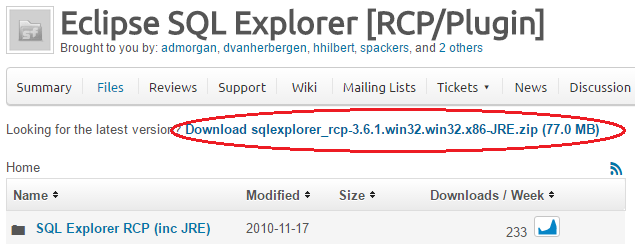 Eclipse SQL Explorer [RCP/Plugin]
Brought to you by: admorgan, dvanherbergen, hhilbert, spackers, and 2 others
Summary Files Reviews Support Wiki Mailing Lists Tickets News Discussion
Looking for the latest version? Download sqlexplorer_rcp-3.6.1.win32.win32.x86-JRE.zip (77.0 MB)
Home
Name Modified Size Downloads / Week
SQL Explorer RCP (inc JRE) 2010-11-17 233